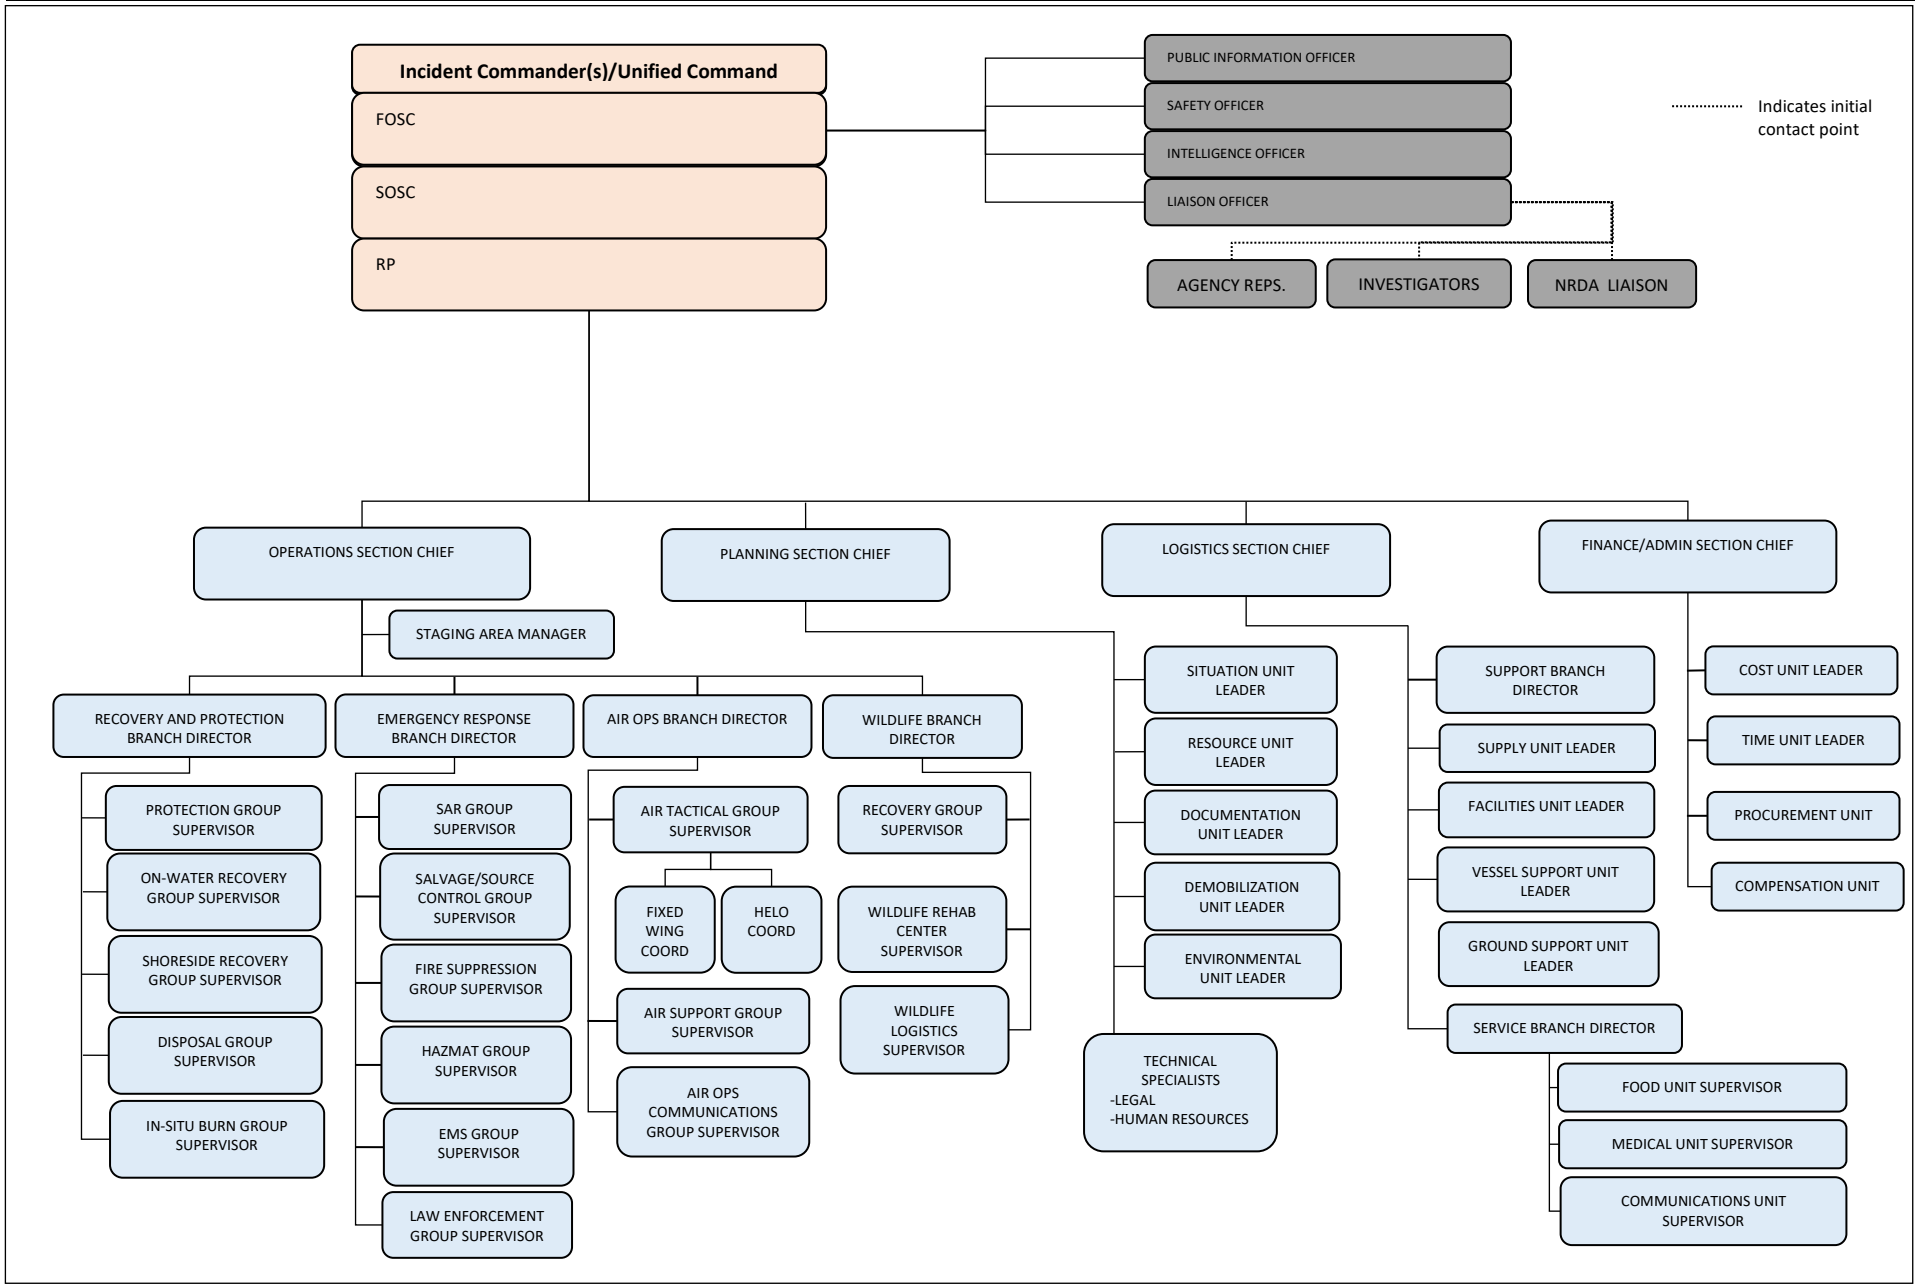 Incident Commander(s)/Unified Command
FOSC
SOSC
RP
PUBLIC INFORMATION OFFICER
SAFETY OFFICER
INTELLIGENCE OFFICER
LIAISON OFFICER
AGENCY REPS.
INVESTIGATORS
NRDA LIAISON
Indicates initial
contact point
OPERATIONS SECTION CHIEF
PLANNING SECTION CHIEF
LOGISTICS SECTION CHIEF
FINANCE/ADMIN SECTION CHIEF
STAGING AREA MANAGER
RECOVERY AND PROTECTION
BRANCH DIRECTOR
PROTECTION GROUP
SUPERVISOR
ON-WATER RECOVERY
GROUP SUPERVISOR
SHORESIDE RECOVERY
GROUP SUPERVISOR
DISPOSAL GROUP
SUPERVISOR
IN-SITU BURN GROUP
SUPERVISOR
EMERGENCY RESPONSE
BRANCH DIRECTOR
SAR GROUP
SUPERVISOR
SALVAGE/SOURCE
CONTROL GROUP
SUPERVISOR
FIRE SUPPRESSION
GROUP SUPERVISOR
HAZMAT GROUP
SUPERVISOR
EMS GROUP
SUPERVISOR
LAW ENFORCEMENT
GROUP SUPERVISOR
AIR OPS BRANCH DIRECTOR
AIR TACTICAL GROUP
SUPERVISOR
FIXED
WING
COORD
HELO
COORD
AIR SUPPORT GROUP
SUPERVISOR
AIR OPS
COMMUNICATIONS
GROUP SUPERVISOR
WILDLIFE BRANCH
DIRECTOR
RECOVERY GROUP
SUPERVISOR
WILDLIFE REHAB
CENTER
SUPERVISOR
WILDLIFE
LOGISTICS
SUPERVISOR
SITUATION UNIT
LEADER
RESOURCE UNIT
LEADER
DOCUMENTATION
UNIT LEADER
DEMOBILIZATION
UNIT LEADER
ENVIRONMENTAL
UNIT LEADER
TECHNICAL
SPECIALISTS
-LEGAL
-HUMAN RESOURCES
SUPPORT BRANCH
DIRECTOR
SUPPLY UNIT LEADER
FACILITIES UNIT LEADER
VESSEL SUPPORT UNIT
LEADER
GROUND SUPPORT UNIT
LEADER
SERVICE BRANCH DIRECTOR
FOOD UNIT SUPERVISOR
MEDICAL UNIT SUPERVISOR
COMMUNICATIONS UNIT
SUPERVISOR
COST UNIT LEADER
TIME UNIT LEADER
PROCUREMENT UNIT
COMPENSATION UNIT